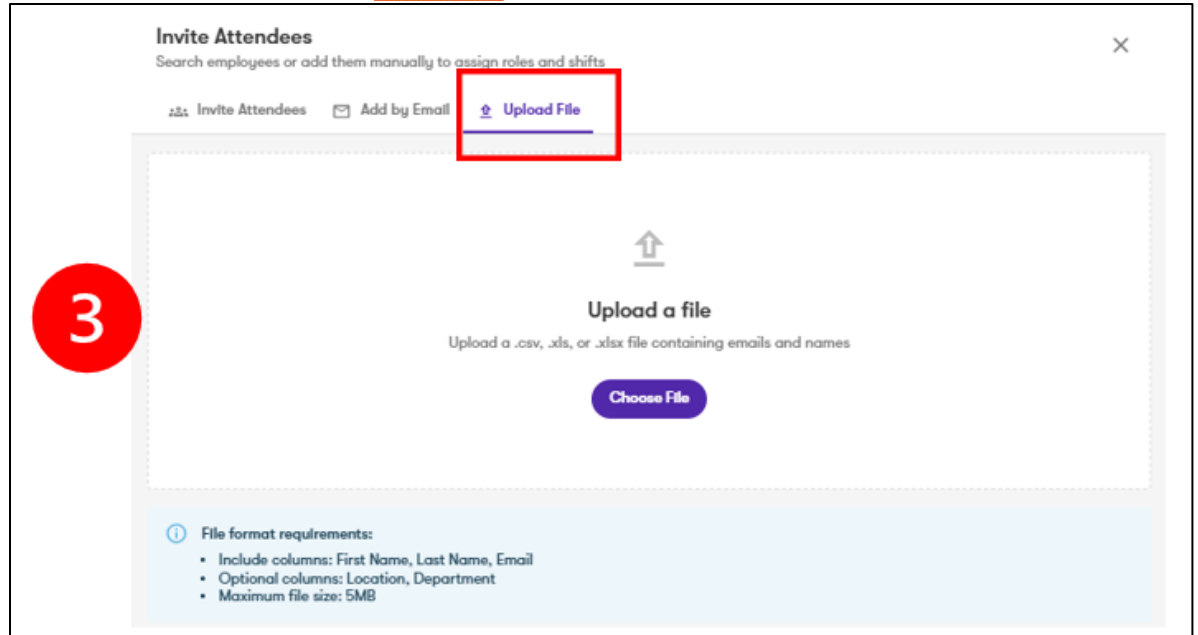 Invite Attendees
Search employees or add them manually to assign roles and shifts
Invite Attendees Add by Email Upload File
3
Upload a file
Upload a .csv, .xls, or .xlsx file containing emails and names
Choose File
File format requirements:
• Include columns: First Name, Last Name, Email
• Optional columns: Location, Department
• Maximum file size: 5MB